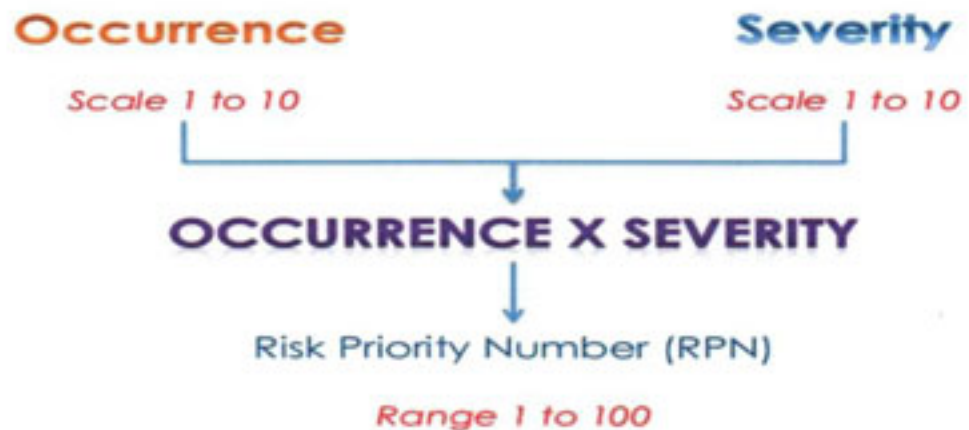 Occurrence Severity
Scale 1 to 10 Scale 1 to 10
OCCURRENCE X SEVERITY
Risk Priority Number (RPN)
Range 1 to 100